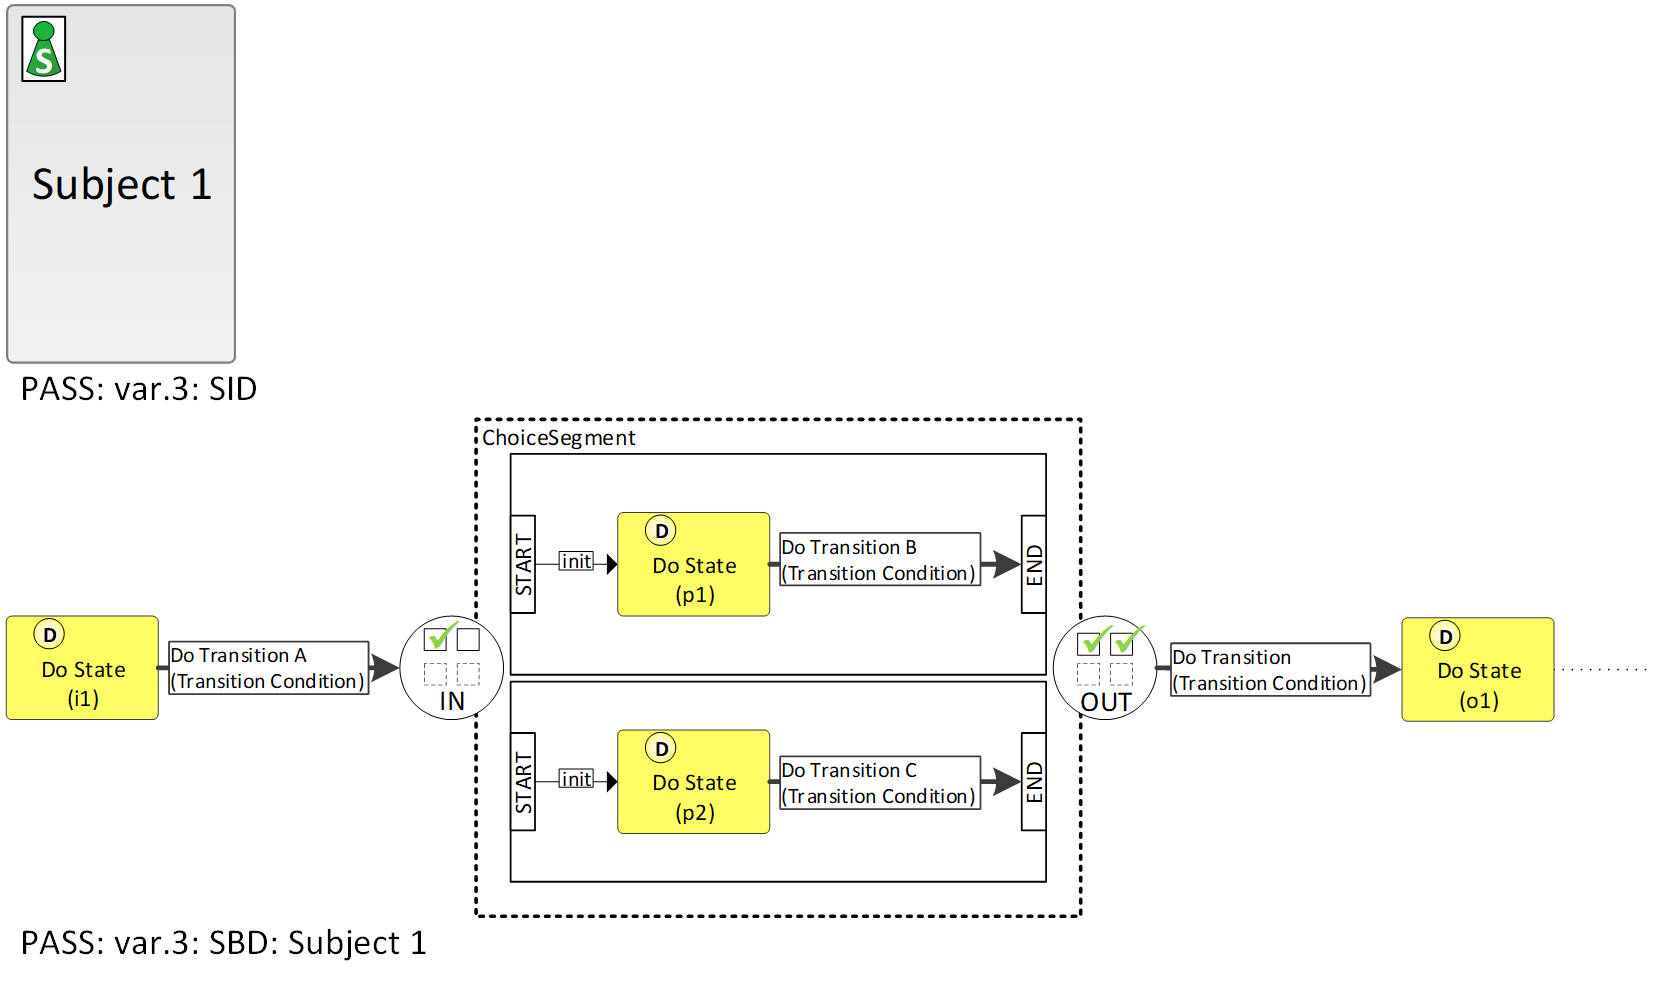 S
Subject 1
PASS: var.3: SID
ChoiceSegment
START
init
D
Do State
(p1)
Do Transition B
(Transition Condition)
END
D
Do State
(i1)
Do Transition A
(Transition Condition)
IN
OUT
Do Transition
(Transition Condition)
D
Do State
(o1)
START
init
D
Do State
(p2)
Do Transition C
(Transition Condition)
END
PASS: var.3: SBD: Subject 1